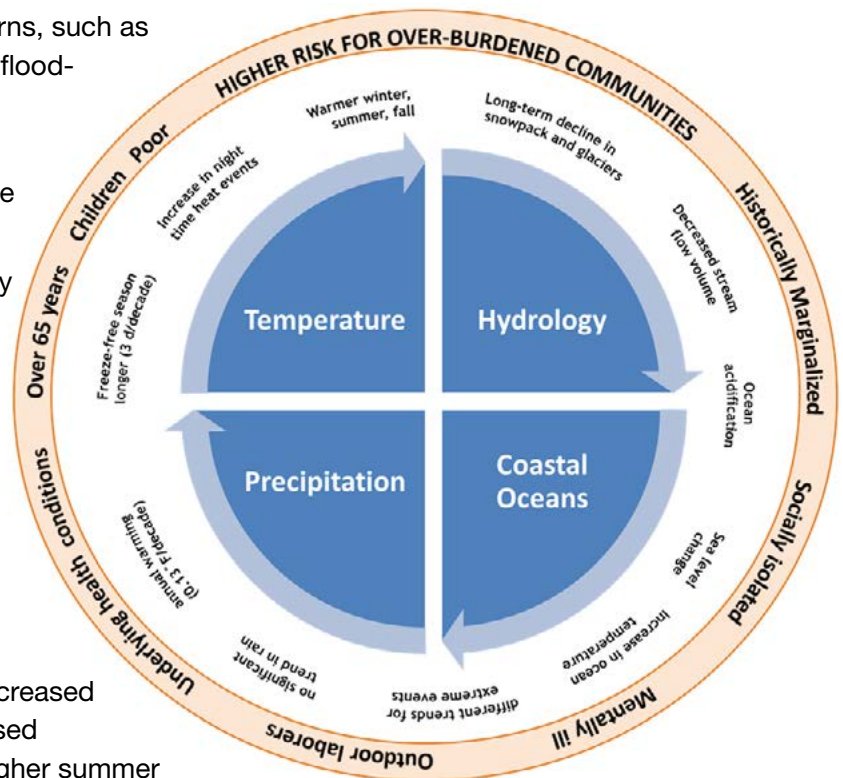 rns, such as
flood-
e
y
creased
sed
gher summer
HIGHER RISK FOR OVER-BURDENED COMMUNITIES
Historically Marginalized
Socially isolated
Mentally ill
Outdoor laborers
Underlying health conditions
Over 65 years
Children
Poor
Warmer winter,
summer, fall
Long-term decline in
snowpack and glaciers
Decreased stream
flow volume
Ocean
acidification
Sea level
change
Increase in ocean
temperature
different trends for
extreme events
no significant
trend in rain
annual warming
(0.13˚F/decade)
Freeze-free season
longer (3 d/decade)
Increase in night
time heat events
Temperature
Hydrology
Precipitation
Coastal
Oceans